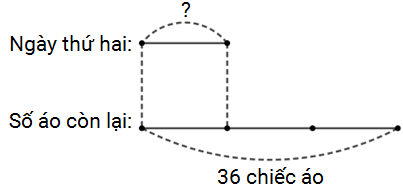 ?
Ngày thứ hai:
Số áo còn lại:
36 chiếc áo